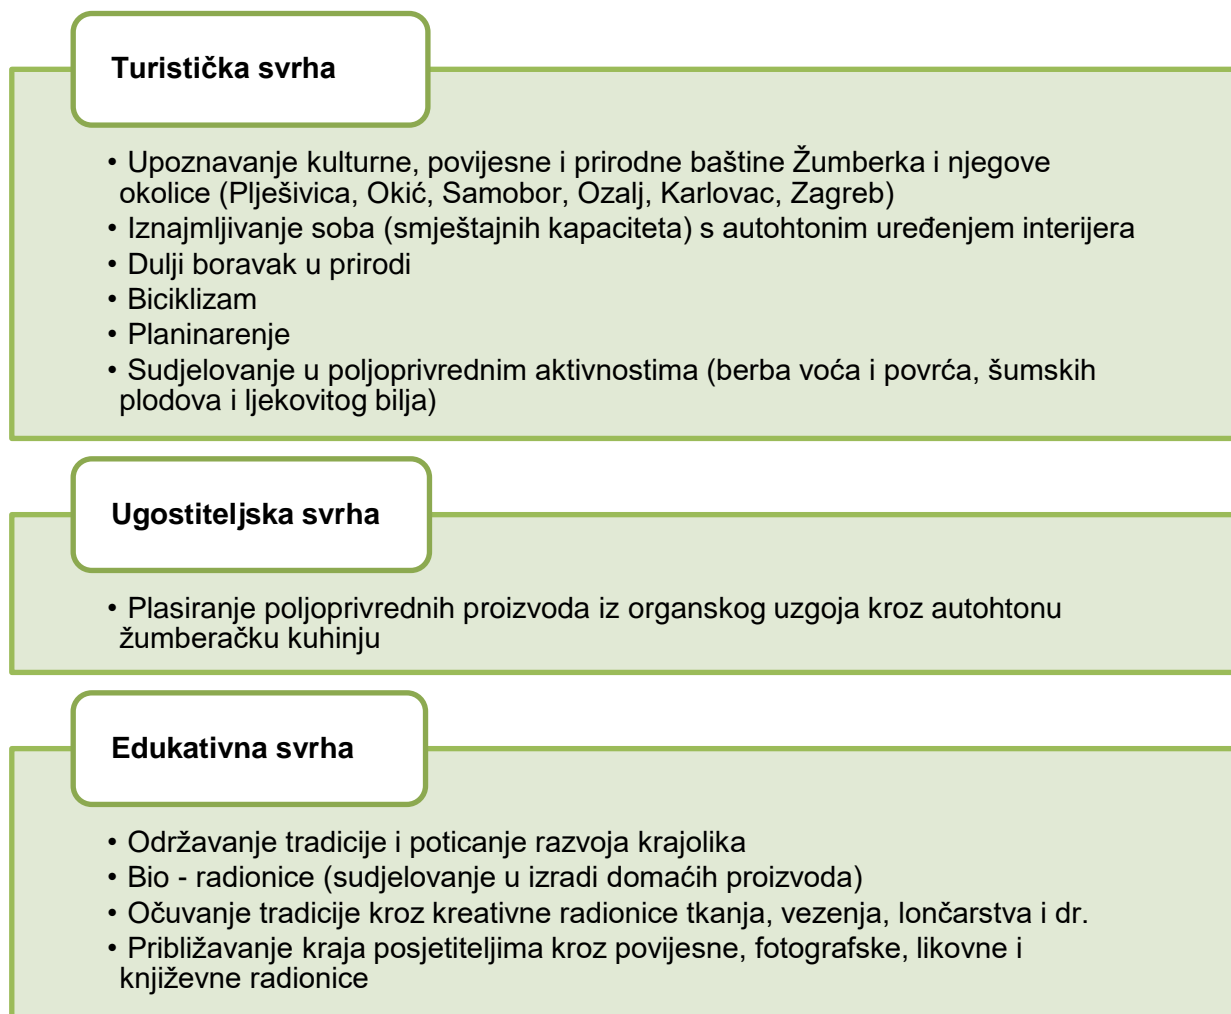 Turistička svrha
• Upoznavanje kulturne, povijesne i prirodne baštine Žumberka i njegove
okolice (Plješivica, Okić, Samobor, Ozalj, Karlovac, Zagreb)
• Iznajmljivanje soba (smještajnih kapaciteta) s autohtonim uređenjem interijera
• Dulji boravak u prirodi
• Biciklizam
• Planinarenje
• Sudjelovanje u poljoprivrednim aktivnostima (berba voća i povrća, šumskih
plodova i ljekovitog bilja)
Ugostiteljska svrha
• Plasiranje poljoprivrednih proizvoda iz organskog uzgoja kroz autohtonu
žumberačku kuhinju
Edukativna svrha
• Održavanje tradicije i poticanje razvoja krajolika
• Bio - radionice (sudjelovanje u izradi domaćih proizvoda)
• Očuvanje tradicije kroz kreativne radionice tkanja, vezenja, lončarstva i dr.
• Približavanje kraja posjetiteljima kroz povijesne, fotografske, likovne i
književne radionice